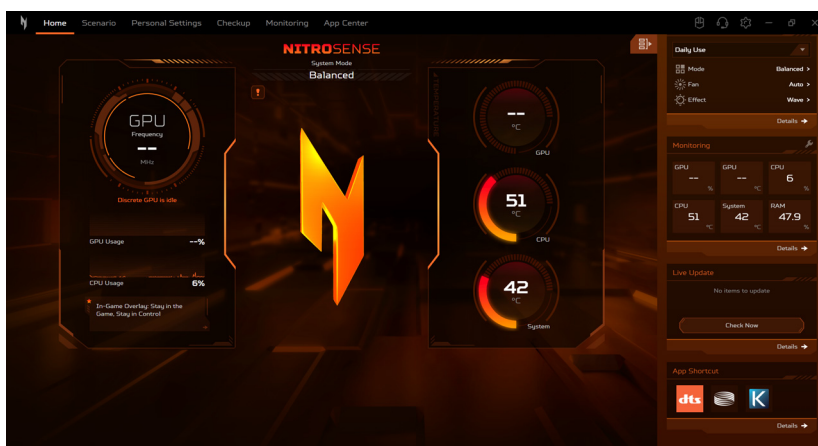 Home Scenario Personal Settings Checkup Monitoring App Center
NITROSENSE
System Mode
Balanced
GPU
Frequency
--
MHz
Discrete GPU is idle
GPU Usage --%
CPU Usage 6%
In-Game Overlay: Stay in the
Game, Stay in Control
TEMPERATURE
--
°C
GPU
51
°C
CPU
42
°C
System
Daily Use
Mode Balanced >
Fan Auto >
Effect Wave >
Details
Monitoring
GPU GPU CPU
-- -- 6
% °C %
CPU System RAM
51 42 47.9
°C °C %
Details
Live Update
No items to update
Check Now
Details
App Shortcut
dts K
Details